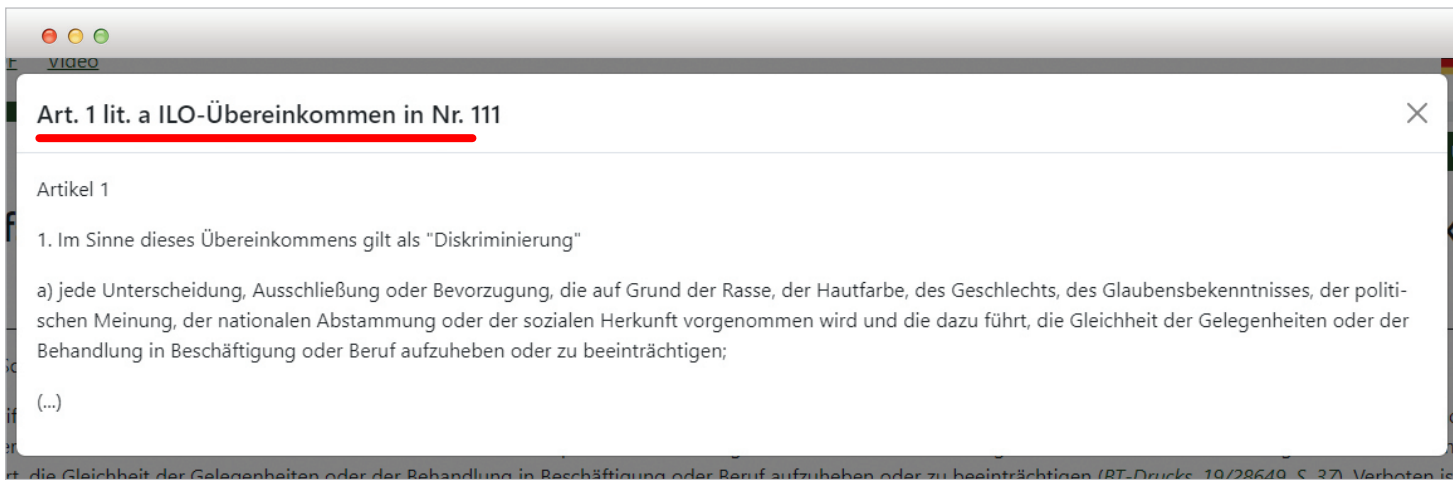 Video
Art. 1 lit. a ILO-Übereinkommen in Nr. 111
Artikel 1
1. Im Sinne dieses Übereinkommens gilt als "Diskriminierung"
a) jede Unterscheidung, Ausschließung oder Bevorzugung, die auf Grund der Rasse, der Hautfarbe, des Geschlechts, des Glaubensbekenntnisses, der politi-
schen Meinung, der nationalen Abstammung oder der sozialen Herkunft vorgenommen wird und die dazu führt, die Gleichheit der Gelegenheiten oder der
Behandlung in Beschäftigung oder Beruf aufzuheben oder zu beeinträchtigen;
(...)
die Gleichheit der Gelegenheiten oder der Behandlung in Beschäftigung oder Beruf aufzuheben oder zu beeinträchtigen (BT-Drucks. 19/28649, S. 37). Verboten is